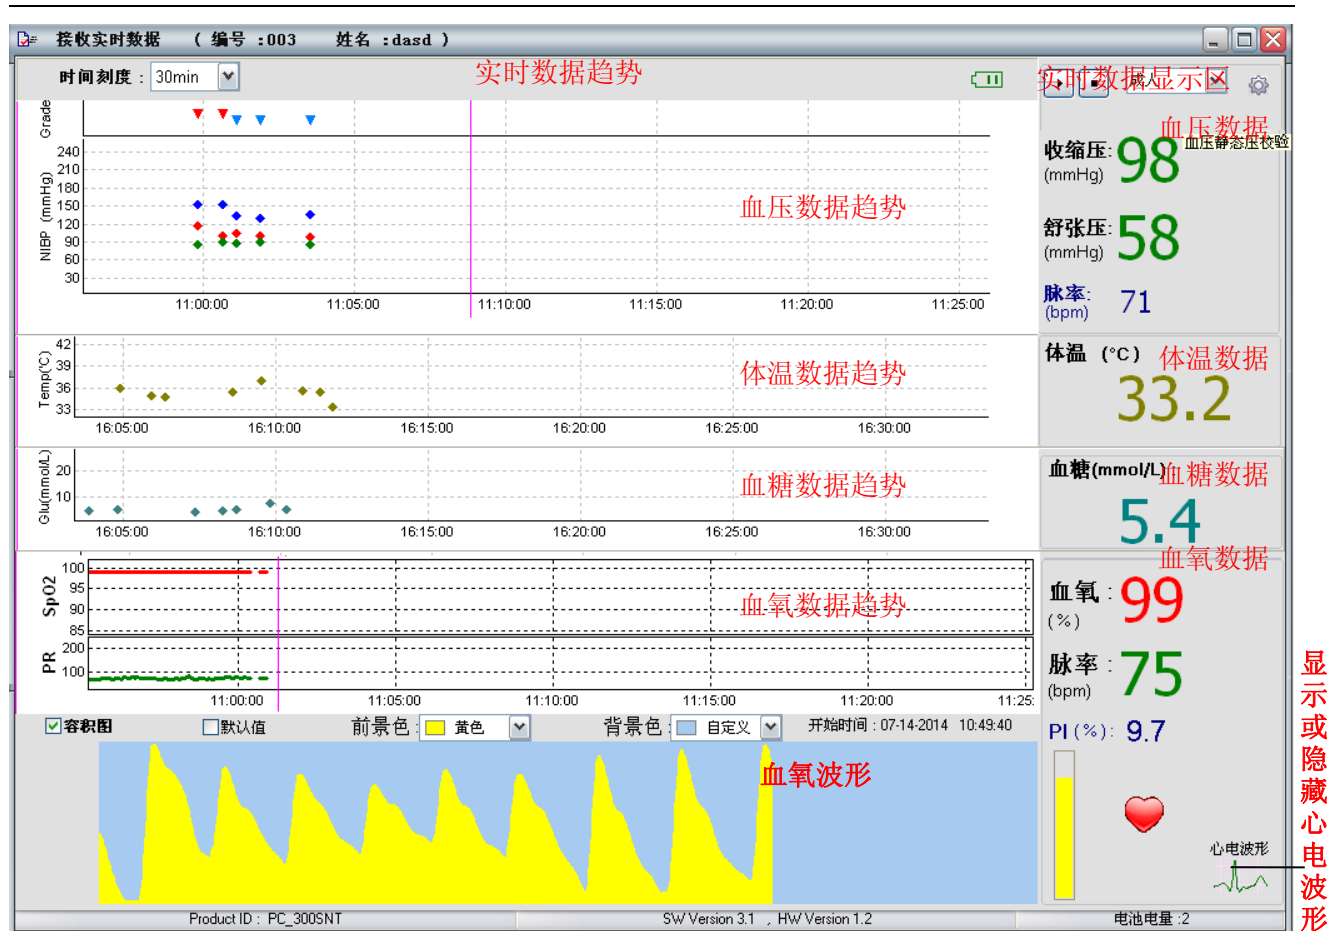 接收实时数据 ( 编号 :003 姓名 :dasd )
时间刻度 : 30min
实时数据趋势
实时数据显示区
成人
Grade
血压数据
血压静态压校验
240
210
180
150
120
90
60
30
NIBP (mmHg)
血压数据趋势
11:00:00 11:05:00 11:10:00 11:15:00 11:20:00 11:25:00
收缩压:
(mmHg)
98
舒张压:
(mmHg)
58
脉率:
(bpm)
71
42
39
36
33
Temp(°C)
体温数据趋势
16:05:00 16:10:00 16:15:00 16:20:00 16:25:00 16:30:00
体温 (°C)
体温数据
33.2
20
10
Glu(mmol/L)
血糖数据趋势
16:05:00 16:10:00 16:15:00 16:20:00 16:25:00 16:30:00
血糖(mmol/L)
血糖数据
5.4
血氧数据
100
95
90
85
SpO2
血氧数据趋势
200
100
PR
11:00:00 11:05:00 11:10:00 11:15:00 11:20:00 11:25:
血氧 :
(%)
99
脉率 :
(bpm)
75
PI (%): 9.7
容积图 默认值 前景色 : 黄色 背景色 : 自定义 开始时间 : 07-14-2014 10:49:40
血氧波形
心电波形
显示或隐藏心电波形
Product ID : PC_300SNT SW Version 3.1 , HW Version 1.2 电池电量 :2